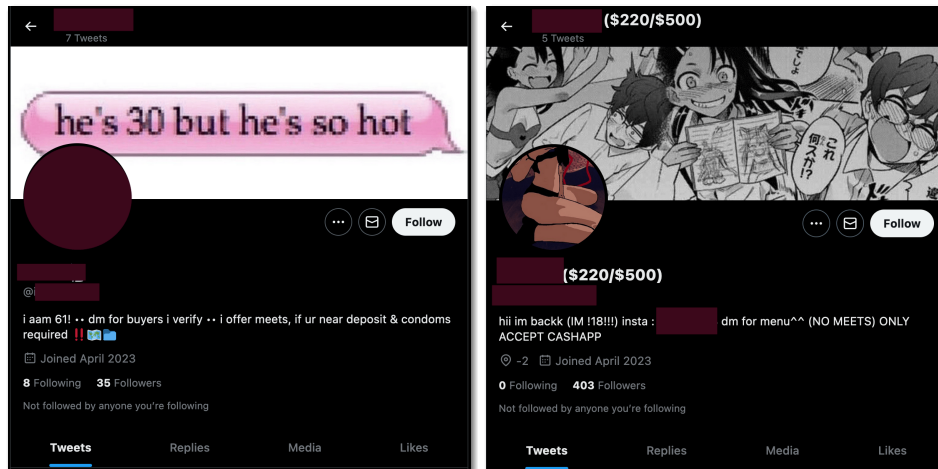 ($220/$500)
7 Tweets
5 Tweets
he's 30 but he's so hot
これ
何スか!?
Follow
@
i aam 61! •• dm for buyers i verify •• i offer meets, if ur near deposit & condoms
required ‼️🗺️📁
Joined April 2023
8 Following 35 Followers
Not followed by anyone you're following
Tweets Replies Media Likes
Follow
($220/$500)
hii im backk (IM !18!!!) insta : dm for menu^^ (NO MEETS) ONLY
ACCEPT CASHAPP
-2 Joined April 2023
0 Following 403 Followers
Not followed by anyone you're following
Tweets Replies Media Likes